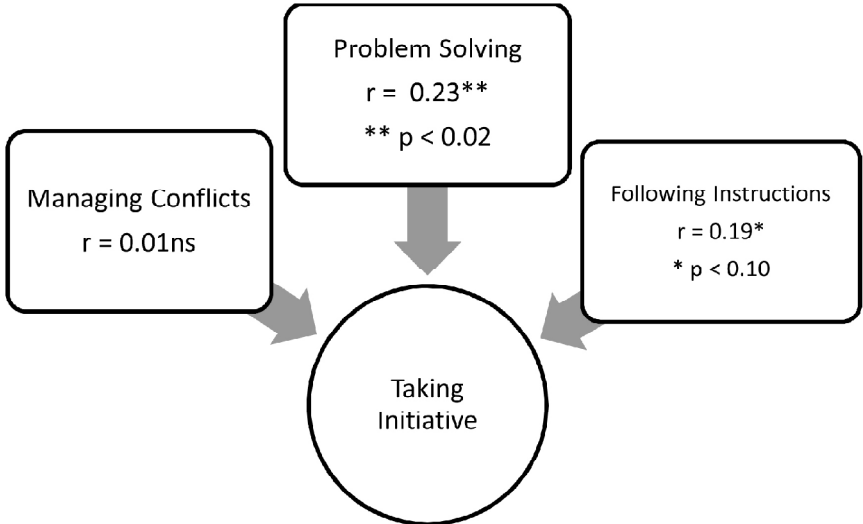 Problem Solving
r = 0.23**
** p < 0.02
Managing Conflicts
r = 0.01ns
Following Instructions
r = 0.19*
* p < 0.10
Taking
Initiative